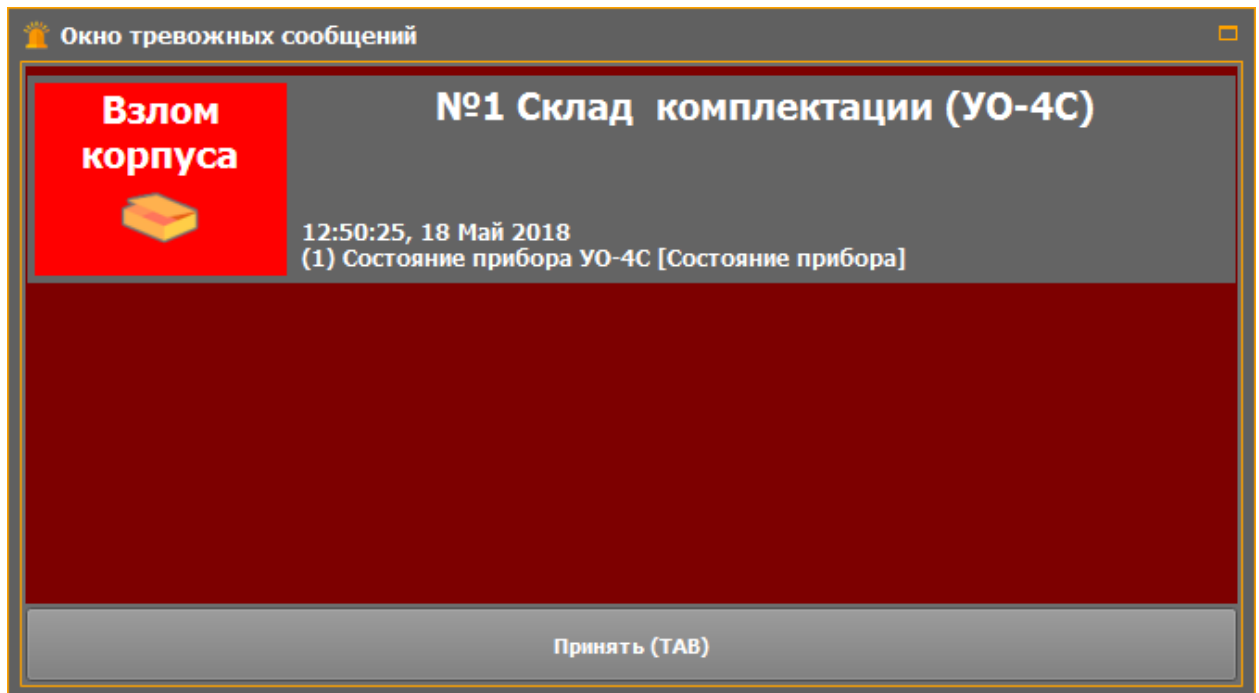 Окно тревожных сообщений
Взлом
корпуса
№1 Склад  комплектации (УО-4С)
12:50:25, 18 Май 2018
(1) Состояние прибора УО-4С [Состояние прибора]
Принять (TAB)